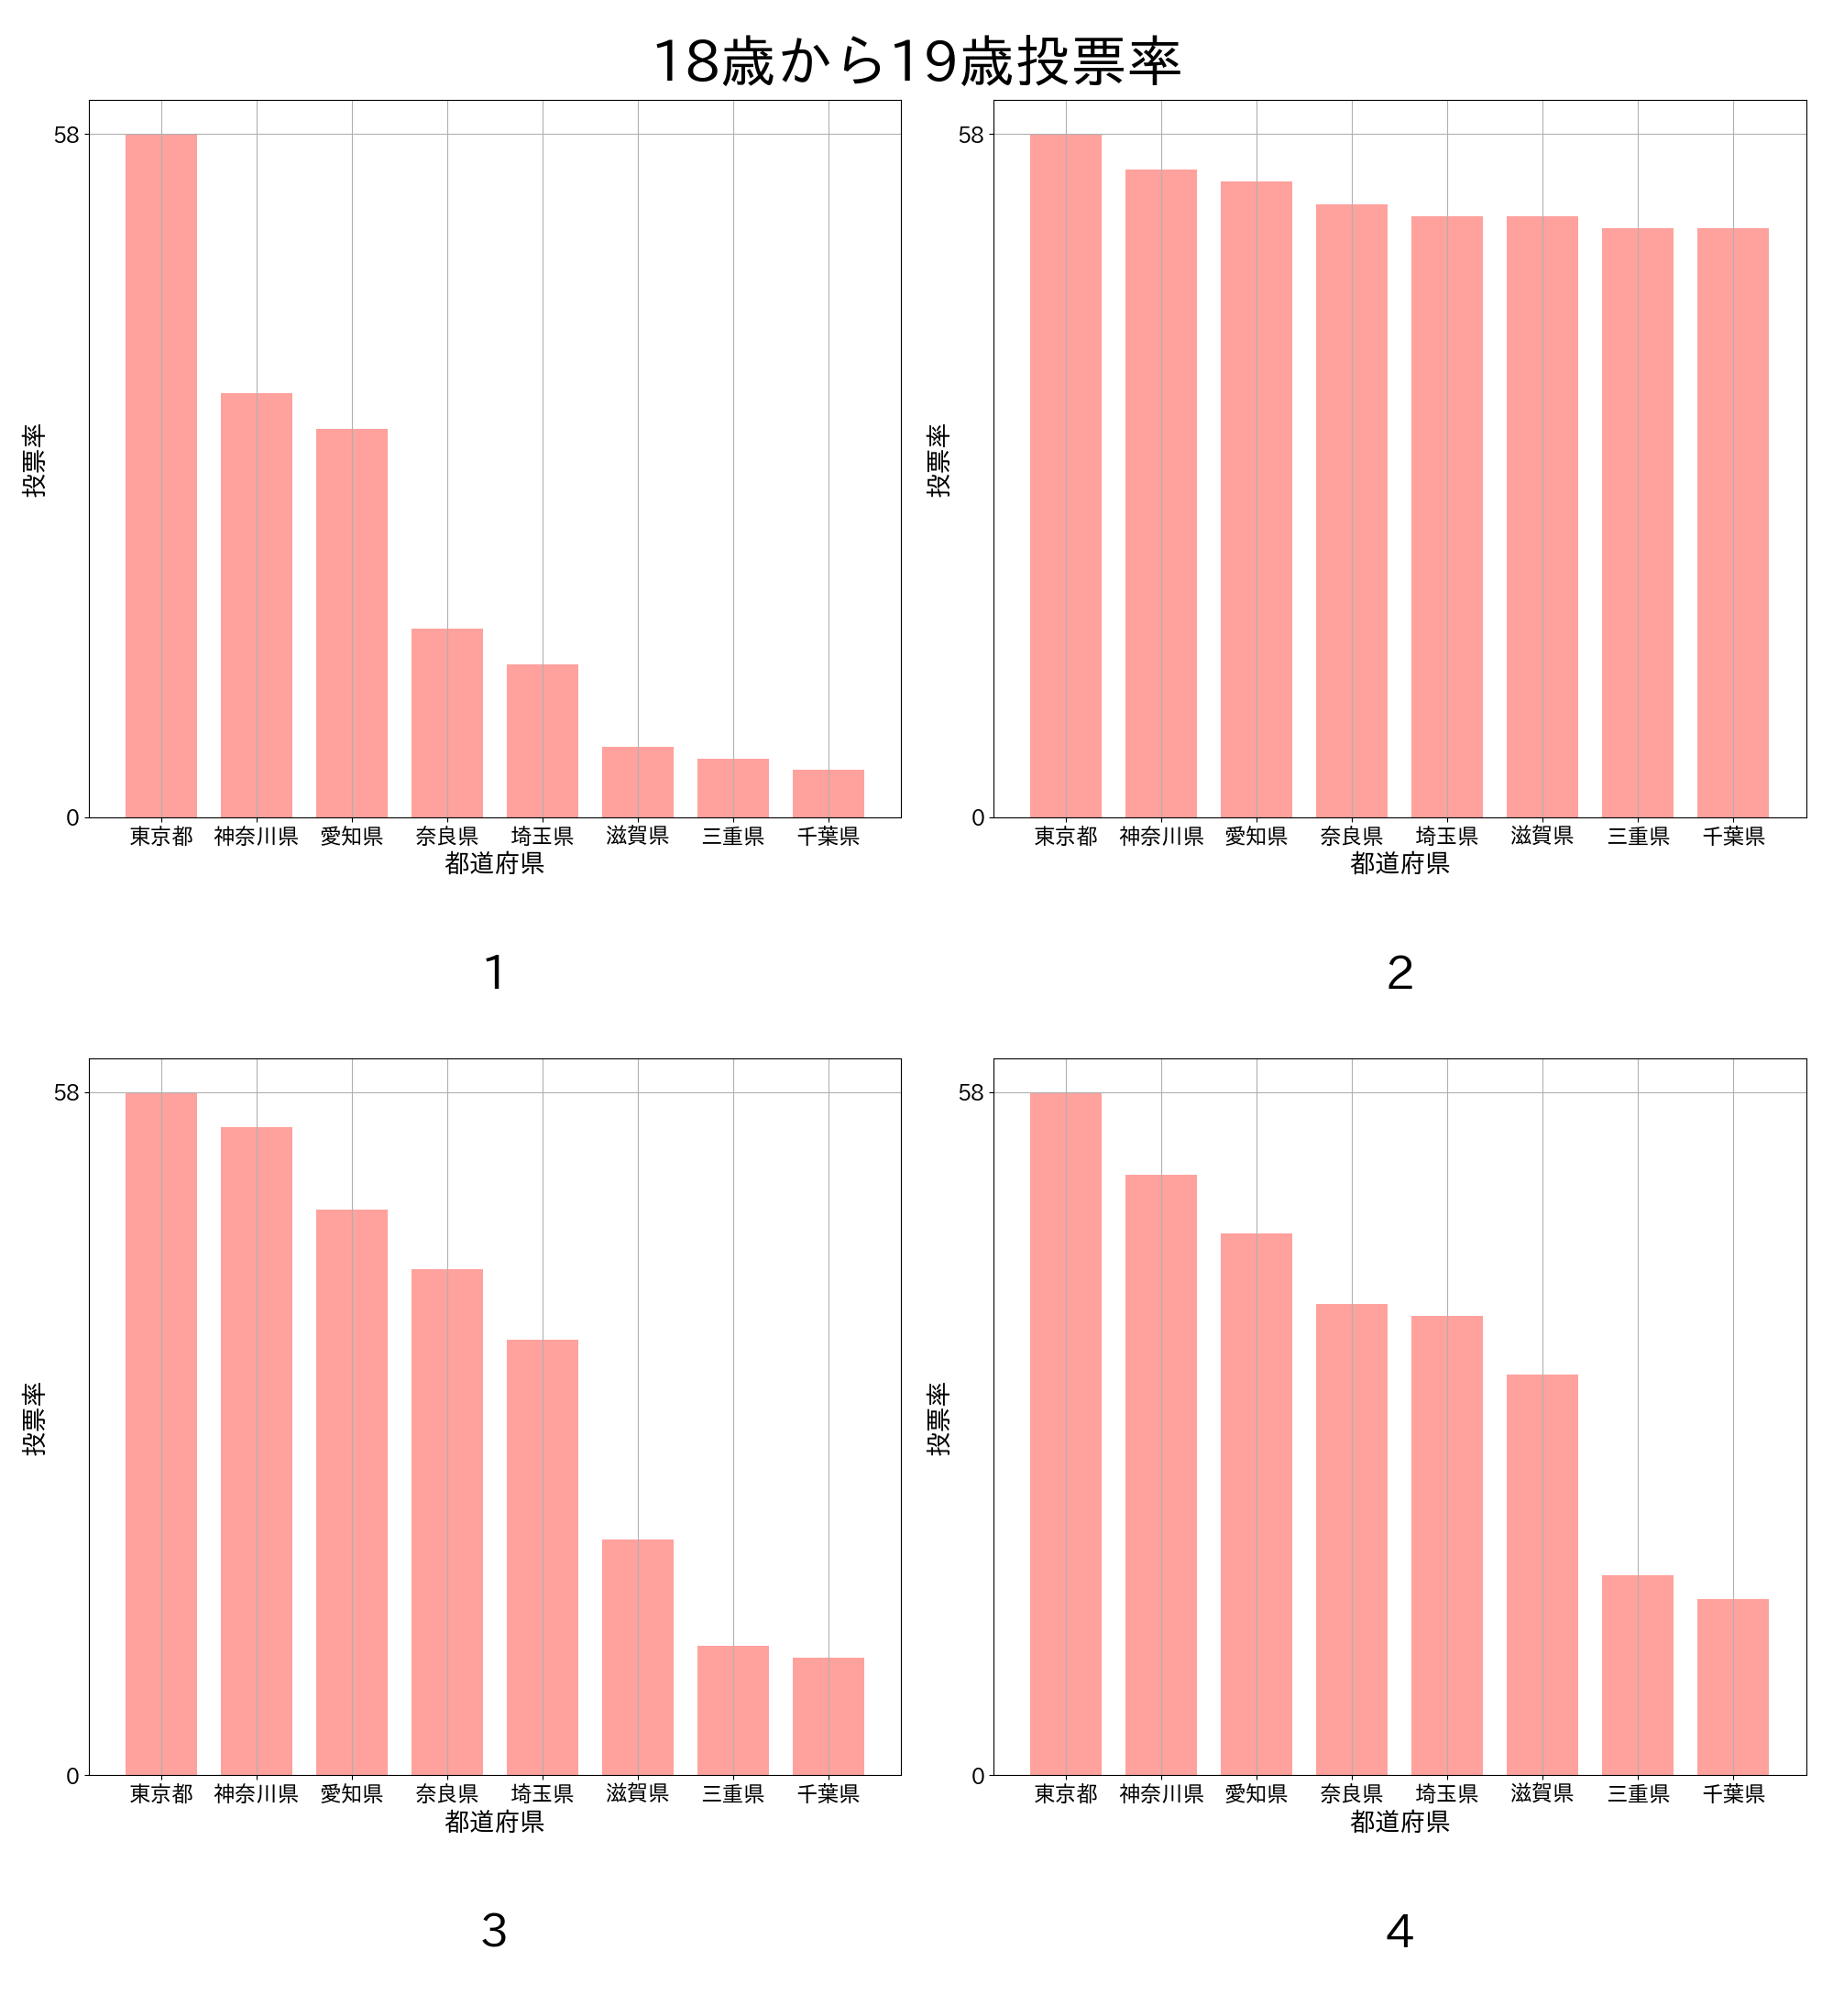 18歳から19歳投票率
58
0
投票率
東京都 神奈川県 愛知県 奈良県 埼玉県 滋賀県 三重県 千葉県
都道府県
1
58
0
投票率
東京都 神奈川県 愛知県 奈良県 埼玉県 滋賀県 三重県 千葉県
都道府県
2
58
0
投票率
東京都 神奈川県 愛知県 奈良県 埼玉県 滋賀県 三重県 千葉県
都道府県
3
58
0
投票率
東京都 神奈川県 愛知県 奈良県 埼玉県 滋賀県 三重県 千葉県
都道府県
4